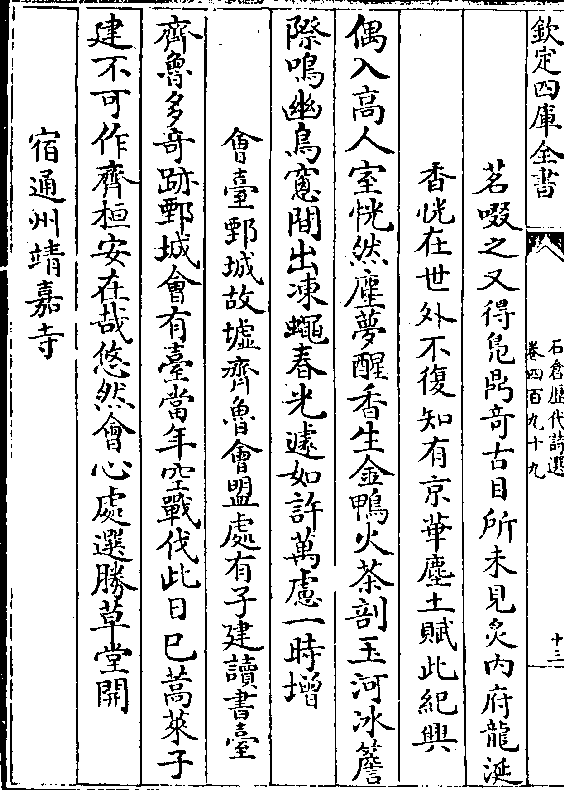 欽定四庫全書
石倉歷代詩選
卷四百九十九
十三
茗啜之又得鳧鼎竒古目所未見炙内府龍涎
香恍在世外不復知有京華塵土賦此紀興
偶入高人室恍然塵夢醒香生金鴨火茶剖玉河冰簷
際鳴幽鳥窻間出凍蠅春光遽如許萬慮一時增
會臺鄄城故墟齊魯會盟處有子建讀書臺
齊魯多竒跡鄄城會有臺當年空戰伐此日巳蒿萊子
建不可作齊桓安在哉悠然會心處選勝草堂開
宿通州靖嘉寺